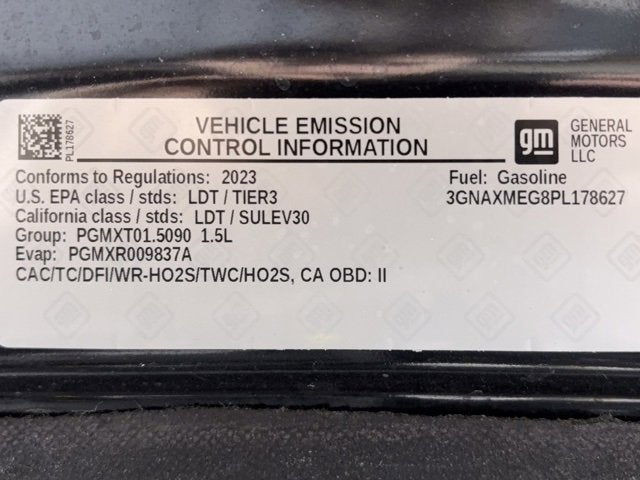 PL178627
VEHICLE EMISSION
CONTROL INFORMATION
gm
GENERAL
MOTORS
LLC
Conforms to Regulations: 2023
U.S. EPA class / stds: LDT / TIER3
California class / stds: LDT / SULEV30
Group: PGMXT01.5090 1.5L
Evap: PGMXR009837A
CAC/TC/DFI/WR-HO2S/TWC/HO2S, CA OBD: II
Fuel: Gasoline
3GNAXMEG8PL178627